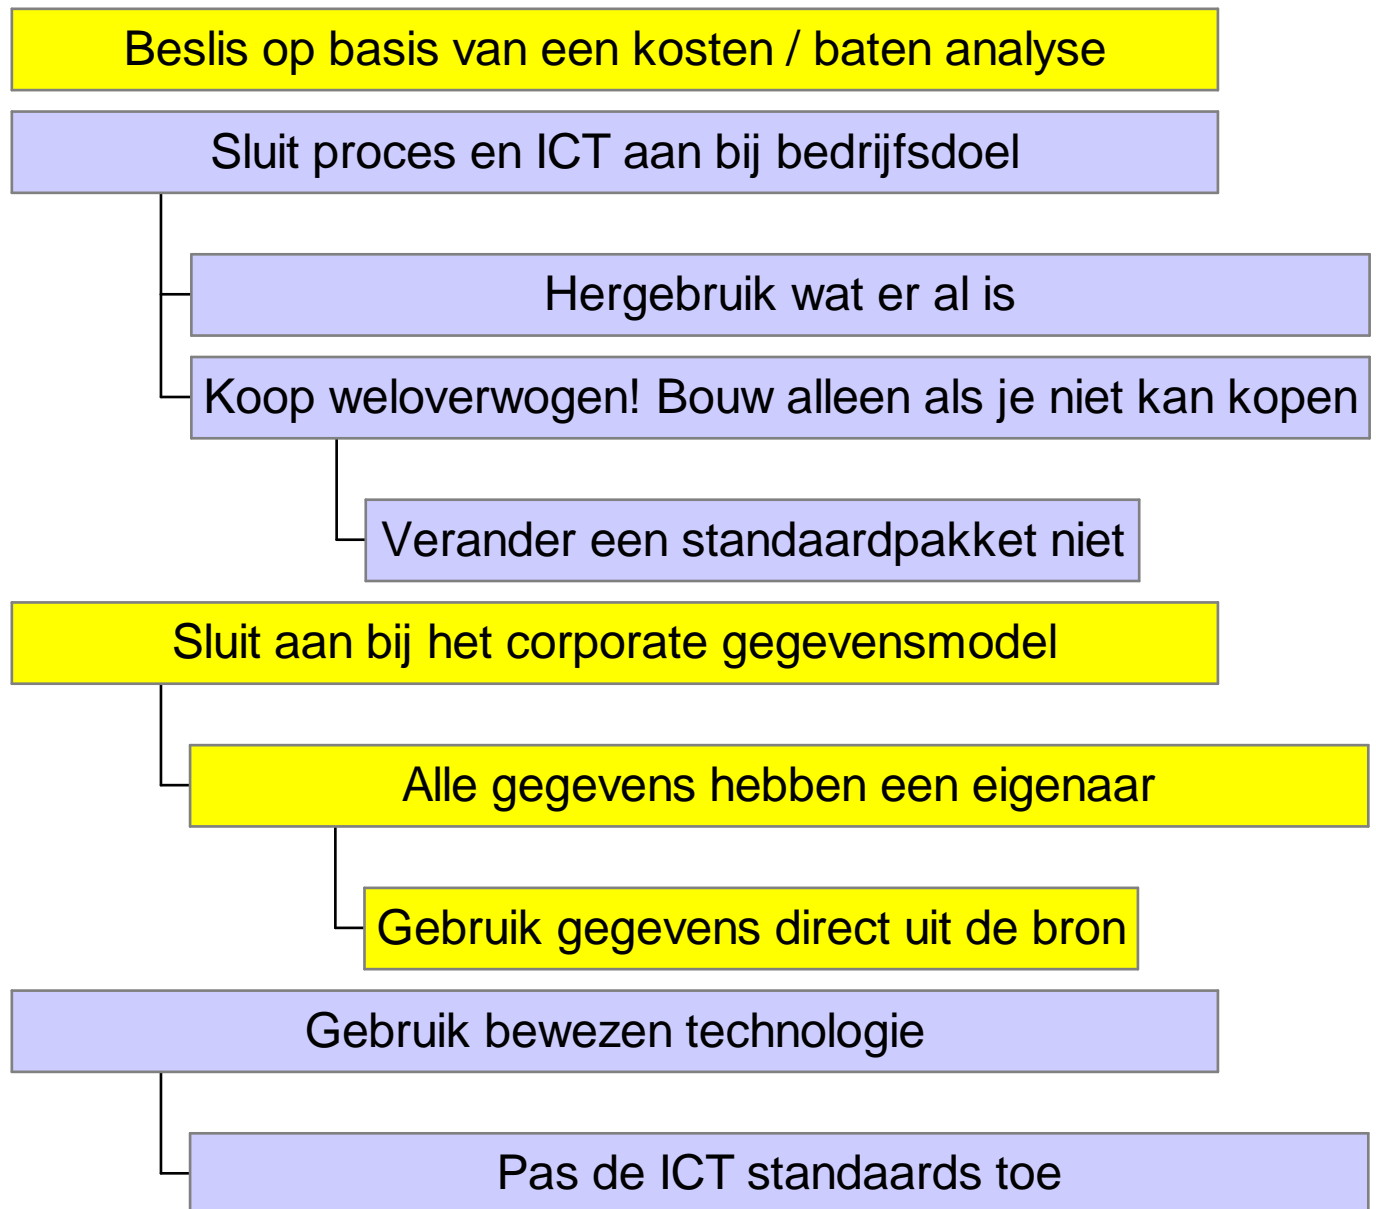 Beslis op basis van een kosten / baten analyse
Sluit proces en ICT aan bij bedrijfsdoel
Hergebruik wat er al is
Koop weloverwogen! Bouw alleen als je niet kan kopen
Verander een standaardpakket niet
Sluit aan bij het corporate gegevensmodel
Alle gegevens hebben een eigenaar
Gebruik gegevens direct uit de bron
Gebruik bewezen technologie
Pas de ICT standaards toe